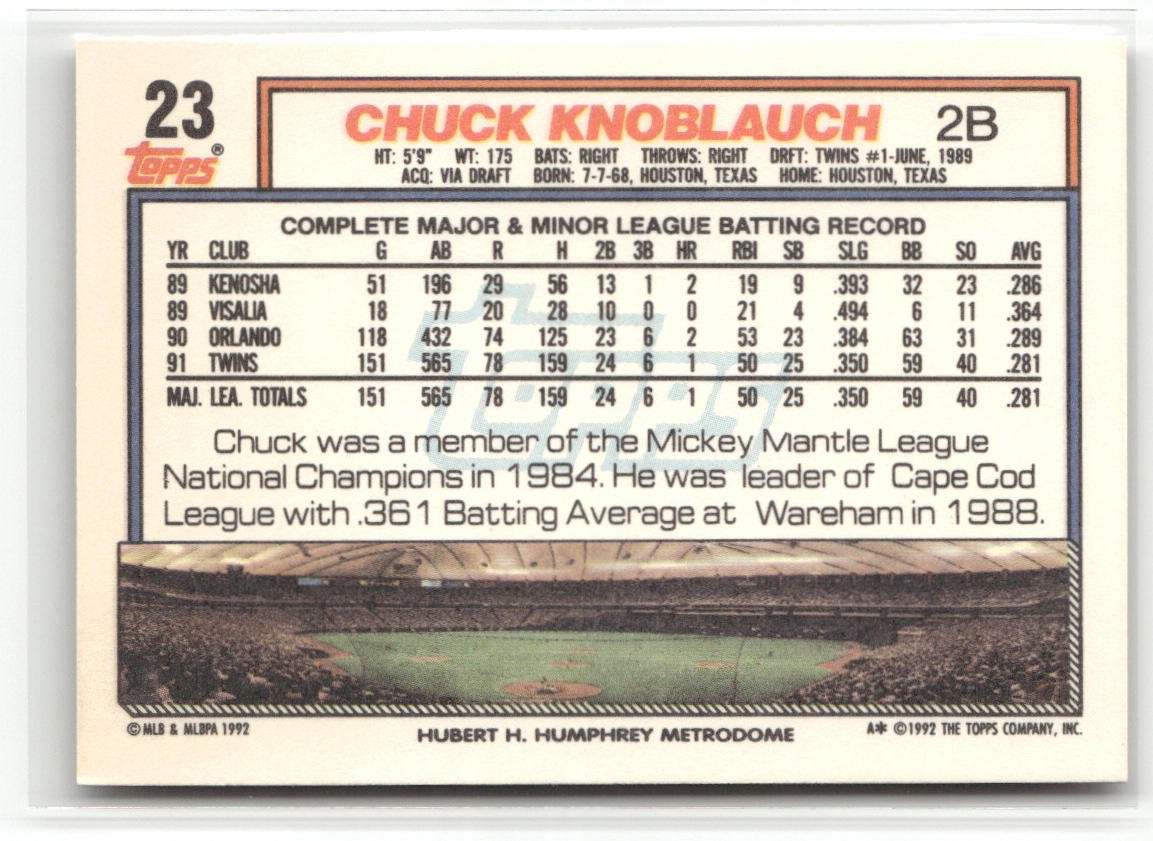 23
topps®
CHUCK KNOBLAUCH 2B
HT: 5'9" WT: 175 BATS: RIGHT THROWS: RIGHT DRFT: TWINS #1-JUNE, 1989
ACQ: VIA DRAFT BORN: 7-7-68, HOUSTON, TEXAS HOME: HOUSTON, TEXAS
COMPLETE MAJOR & MINOR LEAGUE BATTING RECORD
YR CLUB G AB R H 2B 3B HR RBI SB SLG BB SO AVG
89 KENOSHA 51 196 29 56 13 1 2 19 9 .393 32 23 .286
89 VISALIA 18 77 20 28 10 0 0 21 4 .494 6 11 .364
90 ORLANDO 118 432 74 125 23 6 2 53 23 .384 63 31 .289
91 TWINS 151 565 78 159 24 6 1 50 25 .350 59 40 .281
MAJ. LEA. TOTALS 151 565 78 159 24 6 1 50 25 .350 59 40 .281
topps
Chuck was a member of the Mickey Mantle League
National Champions in 1984. He was leader of Cape Cod
League with .361 Batting Average at Wareham in 1988.
© MLB & MLBPA 1992
HUBERT H. HUMPHREY METRODOME
A* ©1992 THE TOPPS COMPANY, INC.